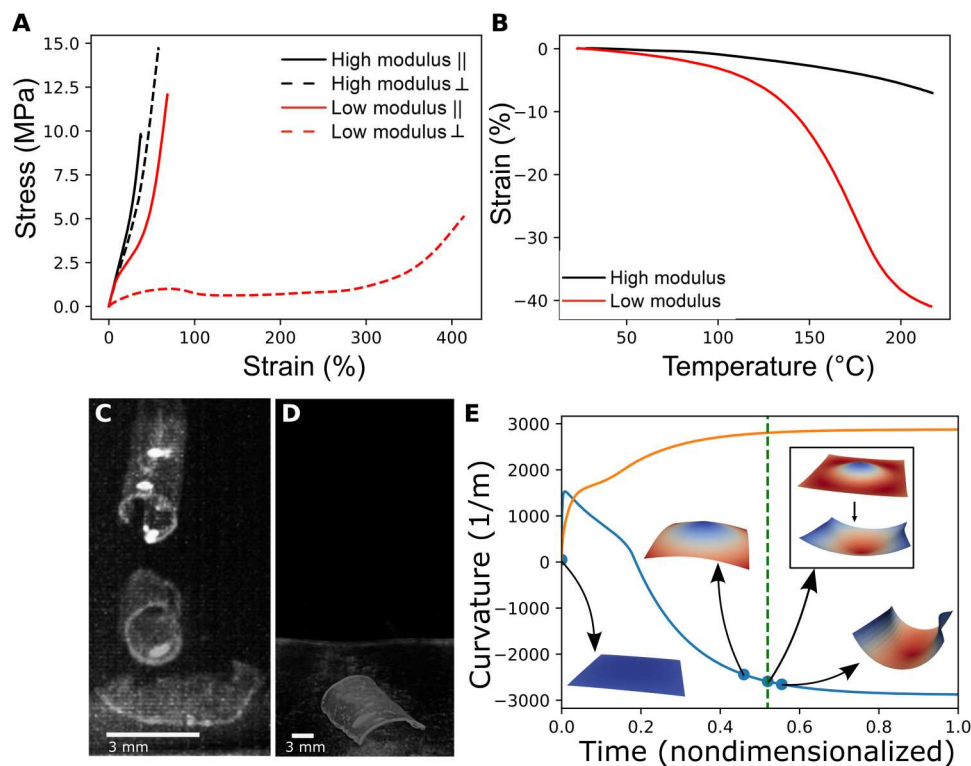 A
15.0
12.5
10.0
7.5
5.0
2.5
0.0
Stress (MPa)
High modulus ||
High modulus ⊥
Low modulus ||
Low modulus ⊥
0 100 200 300 400
Strain (%)
B
0
−10
−20
−30
−40
Strain (%)
High modulus
Low modulus
50 100 150 200
Temperature (°C)
C
3 mm
D
3 mm
E
3000
2000
1000
0
−1000
−2000
−3000
Curvature (1/m)
0.0 0.2 0.4 0.6 0.8 1.0
Time (nondimensionalized)